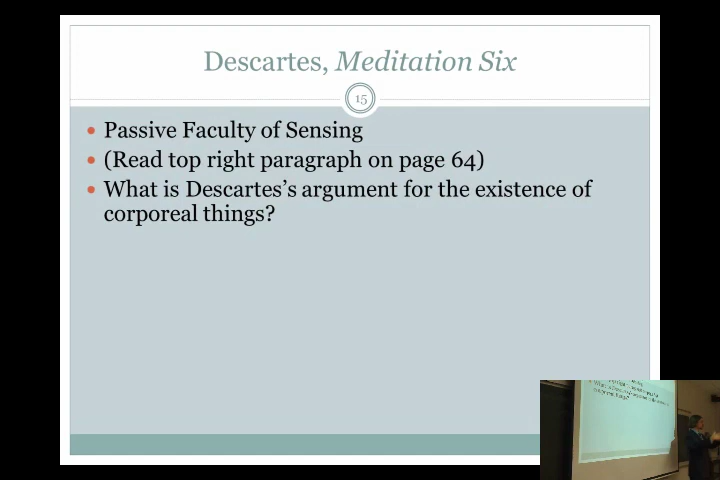 Descartes, Meditation Six
15
• Passive Faculty of Sensing
• (Read top right paragraph on page 64)
• What is Descartes’s argument for the existence of
corporeal things?